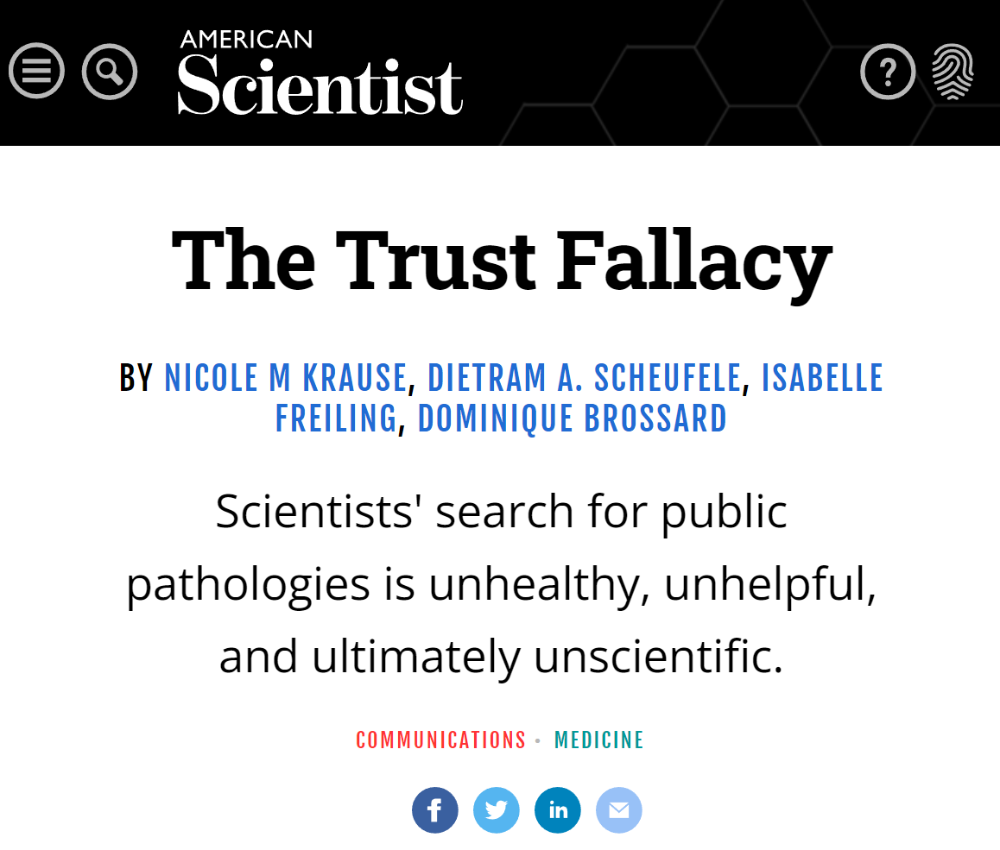 AMERICAN
Scientist
?
The Trust Fallacy
BY NICOLE M KRAUSE, DIETRAM A. SCHEUFELE, ISABELLE
FREILING, DOMINIQUE BROSSARD
Scientists' search for public
pathologies is unhealthy, unhelpful,
and ultimately unscientific.
COMMUNICATIONS • MEDICINE
f in